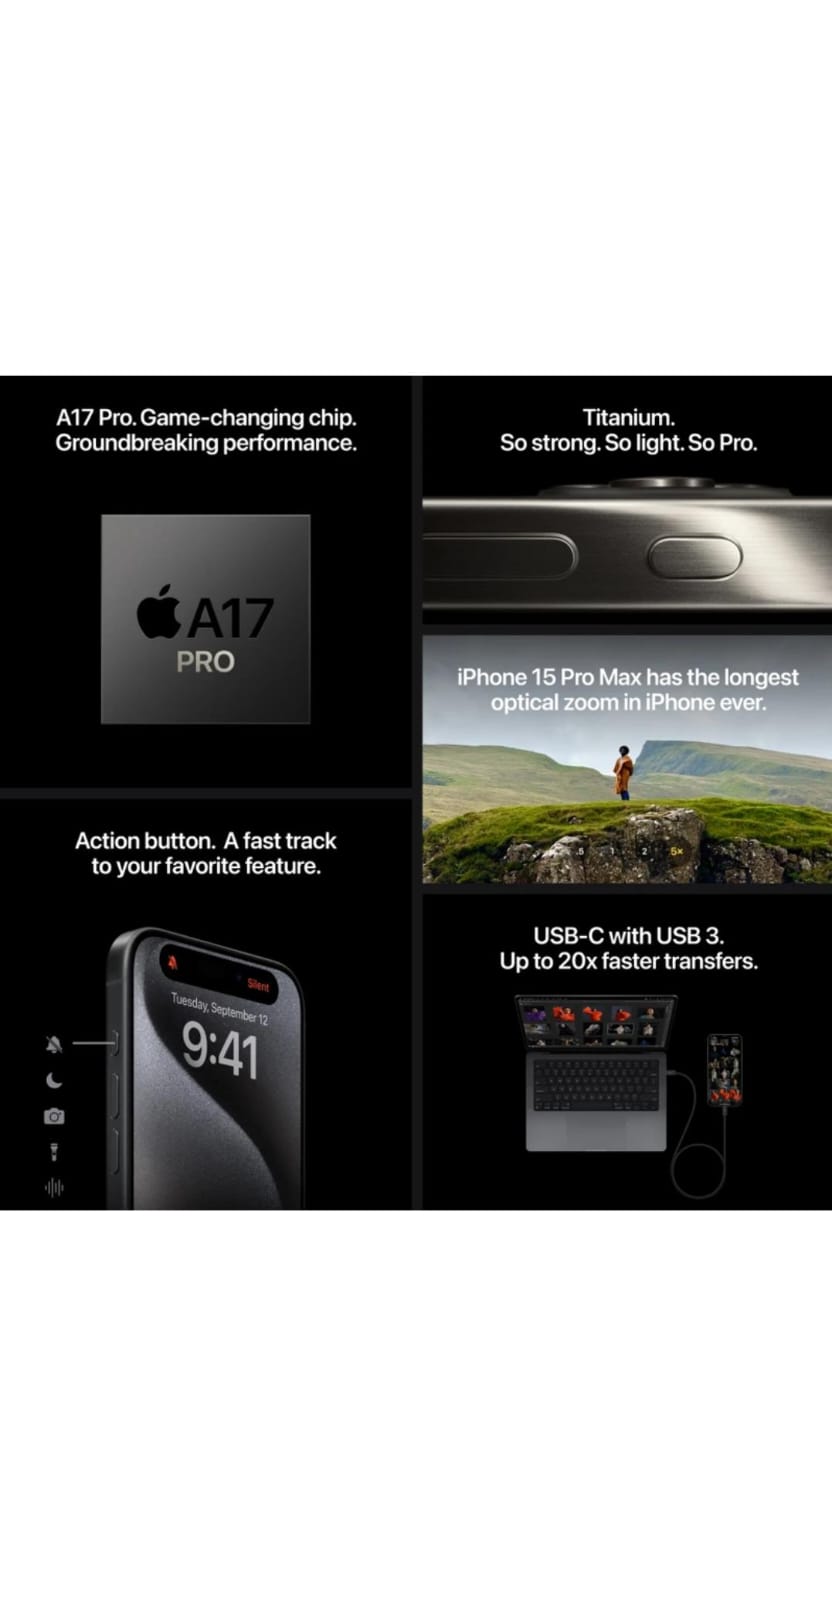 A17 Pro. Game-changing chip.
Groundbreaking performance.
A17
PRO
Titanium.
So strong. So light. So Pro.
iPhone 15 Pro Max has the longest
optical zoom in iPhone ever.
.5 1 2 5×
Action button. A fast track
to your favorite feature.
Silent
Tuesday, September 12
9:41
USB-C with USB 3.
Up to 20x faster transfers.